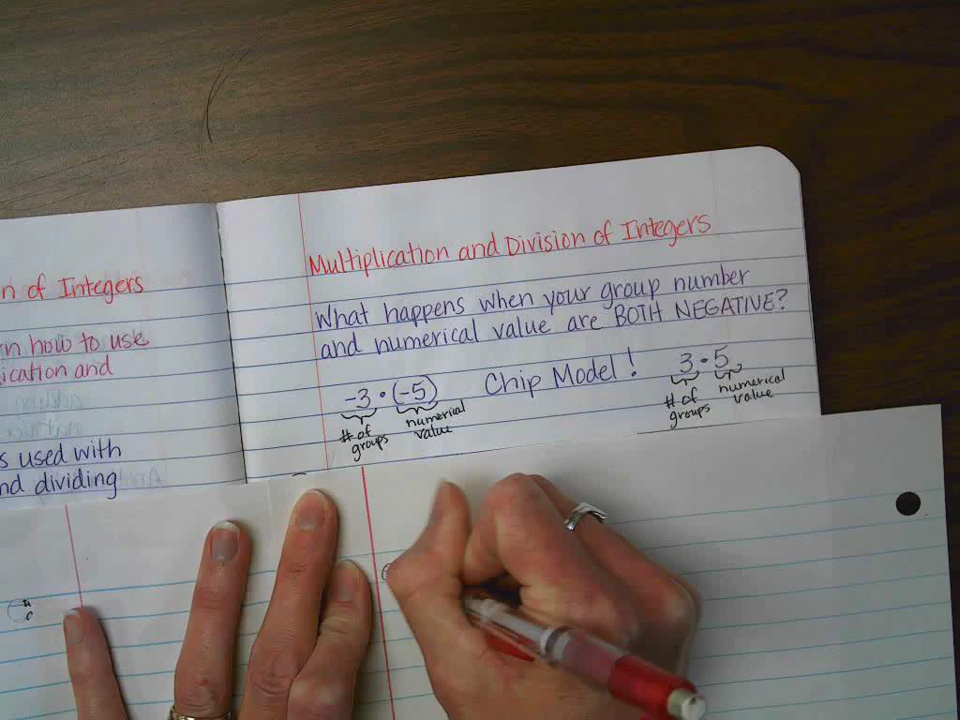 n of Integers
n how to use
ication and
s used with
nd dividing
Multiplication and Division of Integers
What happens when your group number
and numerical value are BOTH NEGATIVE?
-3 • (-5)
# of
groups
numerical
value
Chip Model!
3 • 5
# of
groups
numerical
value